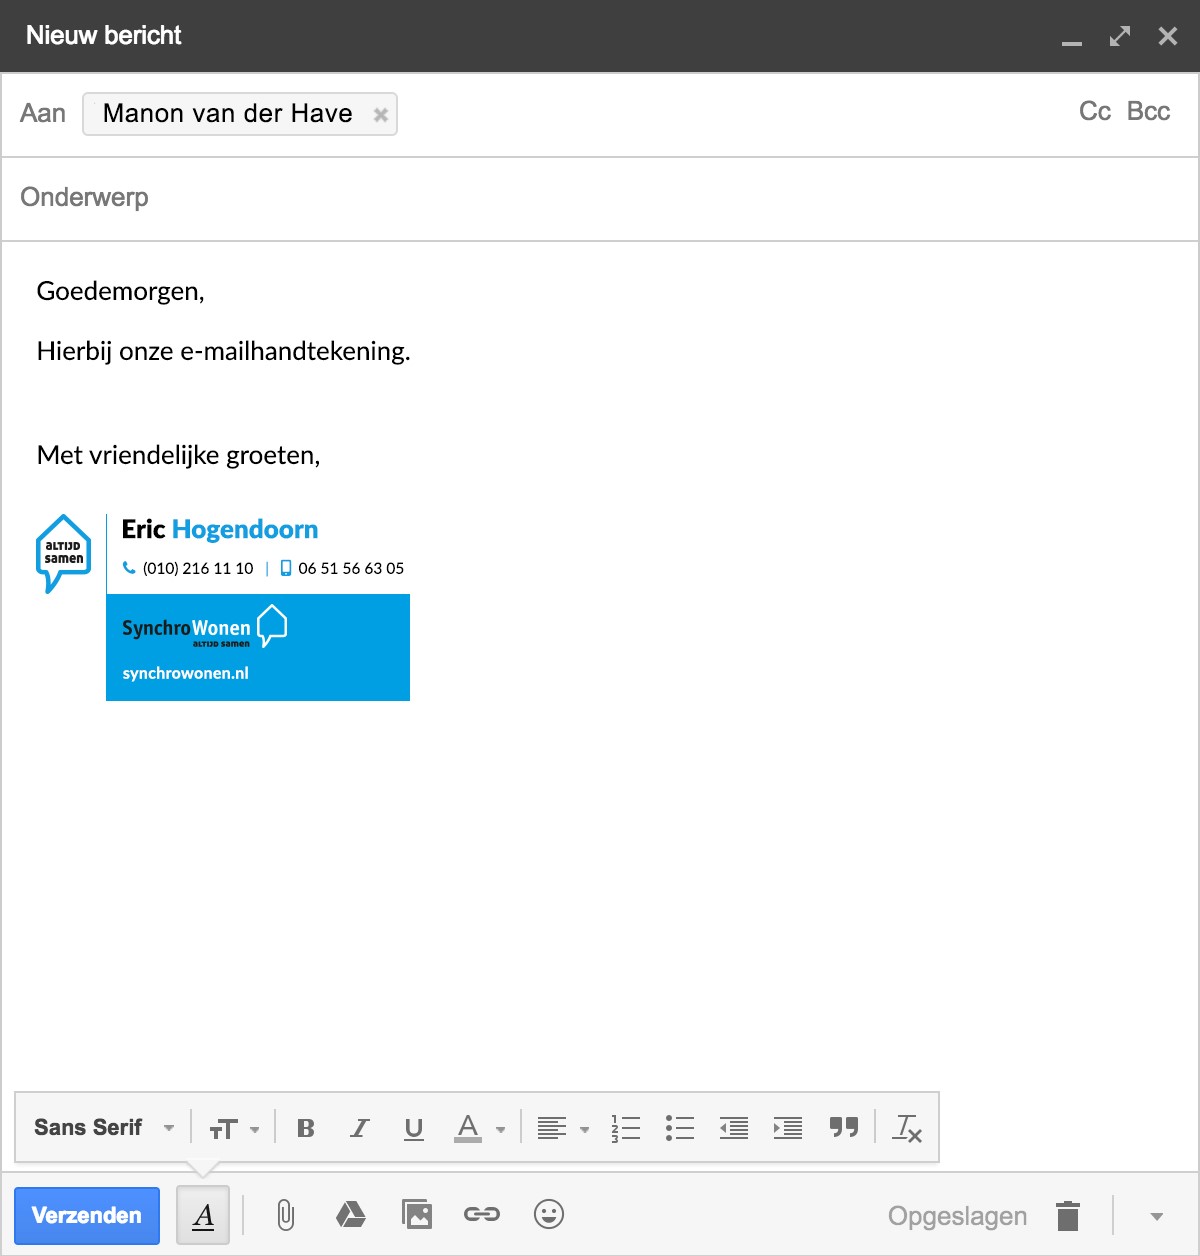 Nieuw bericht
Aan Manon van der Have Cc Bcc
Onderwerp
Goedemorgen,
Hierbij onze e-mailhandtekening.
Met vriendelijke groeten,
ALTIJD
samen
Eric Hogendoorn
(010) 216 11 10 | 06 51 56 63 05
SynchroWonen
ALTIJD samen
synchrowonen.nl
Sans Serif
Verzenden
Opgeslagen